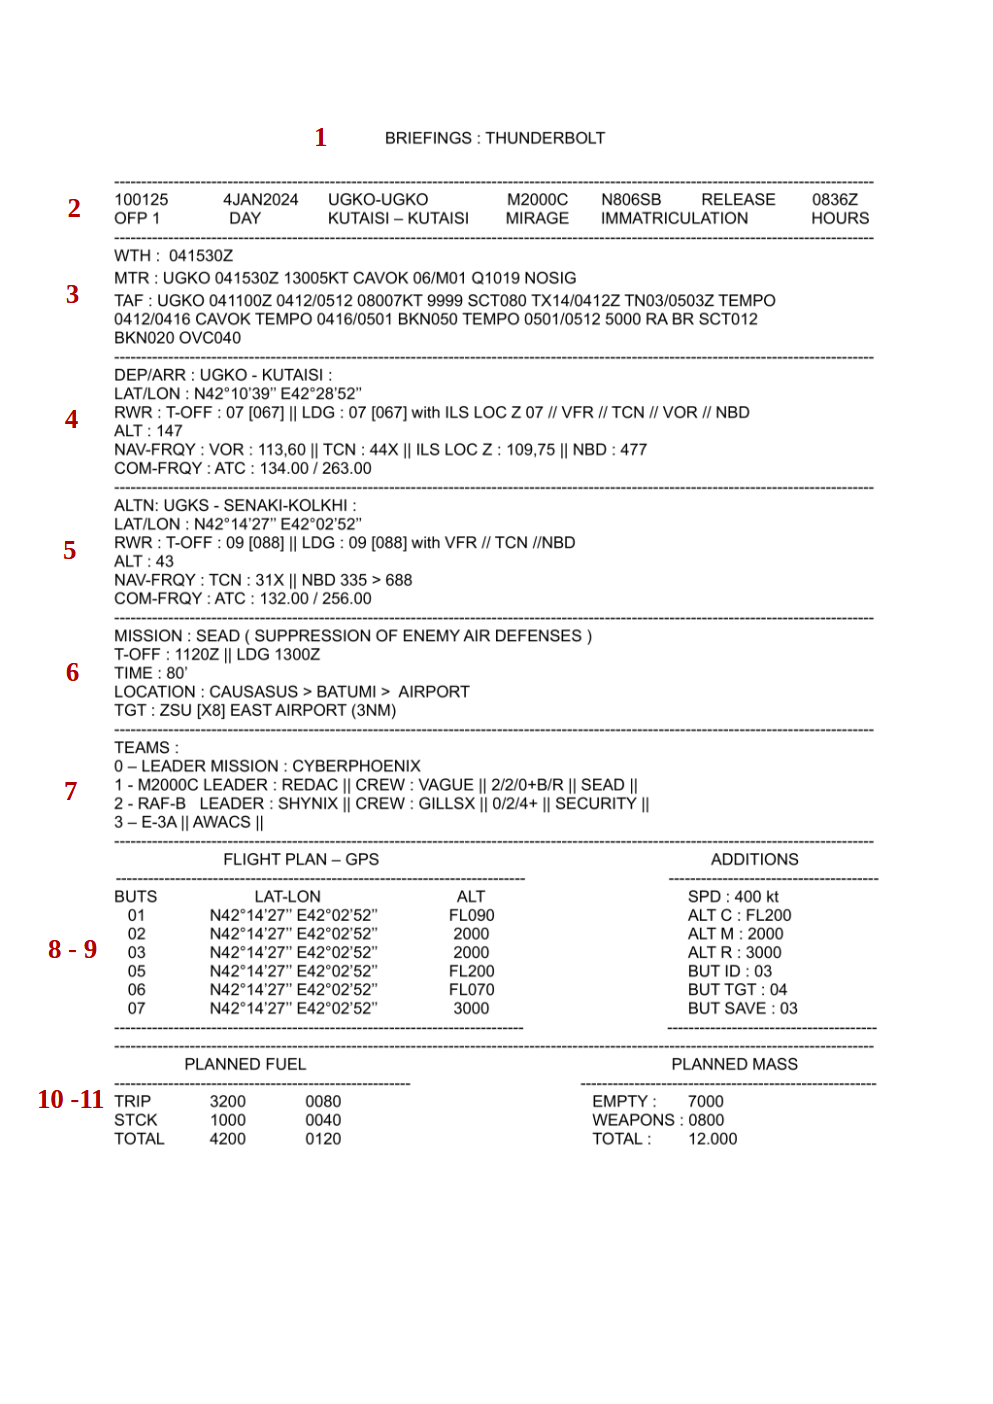 1 BRIEFINGS : THUNDERBOLT
100125 4JAN2024 UGKO-UGKO M2000C N806SB RELEASE 0836Z
2
OFP 1 DAY KUTAISI – KUTAISI MIRAGE IMMATRICULATION HOURS
WTH : 041530Z
MTR : UGKO 041530Z 13005KT CAVOK 06/M01 Q1019 NOSIG
3
TAF : UGKO 041100Z 0412/0512 08007KT 9999 SCT080 TX14/0412Z TN03/0503Z TEMPO
0412/0416 CAVOK TEMPO 0416/0501 BKN050 TEMPO 0501/0512 5000 RA BR SCT012
BKN020 OVC040
DEP/ARR : UGKO - KUTAISI :
LAT/LON : N42°10’39’’ E42°28’52’’
4 RWR : T-OFF : 07 [067] || LDG : 07 [067] with ILS LOC Z 07 // VFR // TCN // VOR // NBD
ALT : 147
NAV-FRQY : VOR : 113,60 || TCN : 44X || ILS LOC Z : 109,75 || NBD : 477
COM-FRQY : ATC : 134.00 / 263.00
ALTN: UGKS - SENAKI-KOLKHI :
LAT/LON : N42°14’27’’ E42°02’52’’
5 RWR : T-OFF : 09 [088] || LDG : 09 [088] with VFR // TCN //NBD
ALT : 43
NAV-FRQY : TCN : 31X || NBD 335 > 688
COM-FRQY : ATC : 132.00 / 256.00
MISSION : SEAD ( SUPPRESSION OF ENEMY AIR DEFENSES )
T-OFF : 1120Z || LDG 1300Z
6 TIME : 80’
LOCATION : CAUSASUS > BATUMI > AIRPORT
TGT : ZSU [X8] EAST AIRPORT (3NM)
TEAMS :
0 – LEADER MISSION : CYBERPHOENIX
7 1 - M2000C LEADER : REDAC || CREW : VAGUE || 2/2/0+B/R || SEAD ||
2 - RAF-B LEADER : SHYNIX || CREW : GILLSX || 0/2/4+ || SECURITY ||
3 – E-3A || AWACS ||
FLIGHT PLAN – GPS ADDITIONS
BUTS LAT-LON ALT SPD : 400 kt
01 N42°14’27’’ E42°02’52’’ FL090 ALT C : FL200
02 N42°14’27’’ E42°02’52’’ 2000 ALT M : 2000
8 - 9 03 N42°14’27’’ E42°02’52’’ 2000 ALT R : 3000
05 N42°14’27’’ E42°02’52’’ FL200 BUT ID : 03
06 N42°14’27’’ E42°02’52’’ FL070 BUT TGT : 04
07 N42°14’27’’ E42°02’52’’ 3000 BUT SAVE : 03
PLANNED FUEL PLANNED MASS
10 -11 TRIP 3200 0080 EMPTY : 7000
STCK 1000 0040 WEAPONS : 0800
TOTAL 4200 0120 TOTAL : 12.000